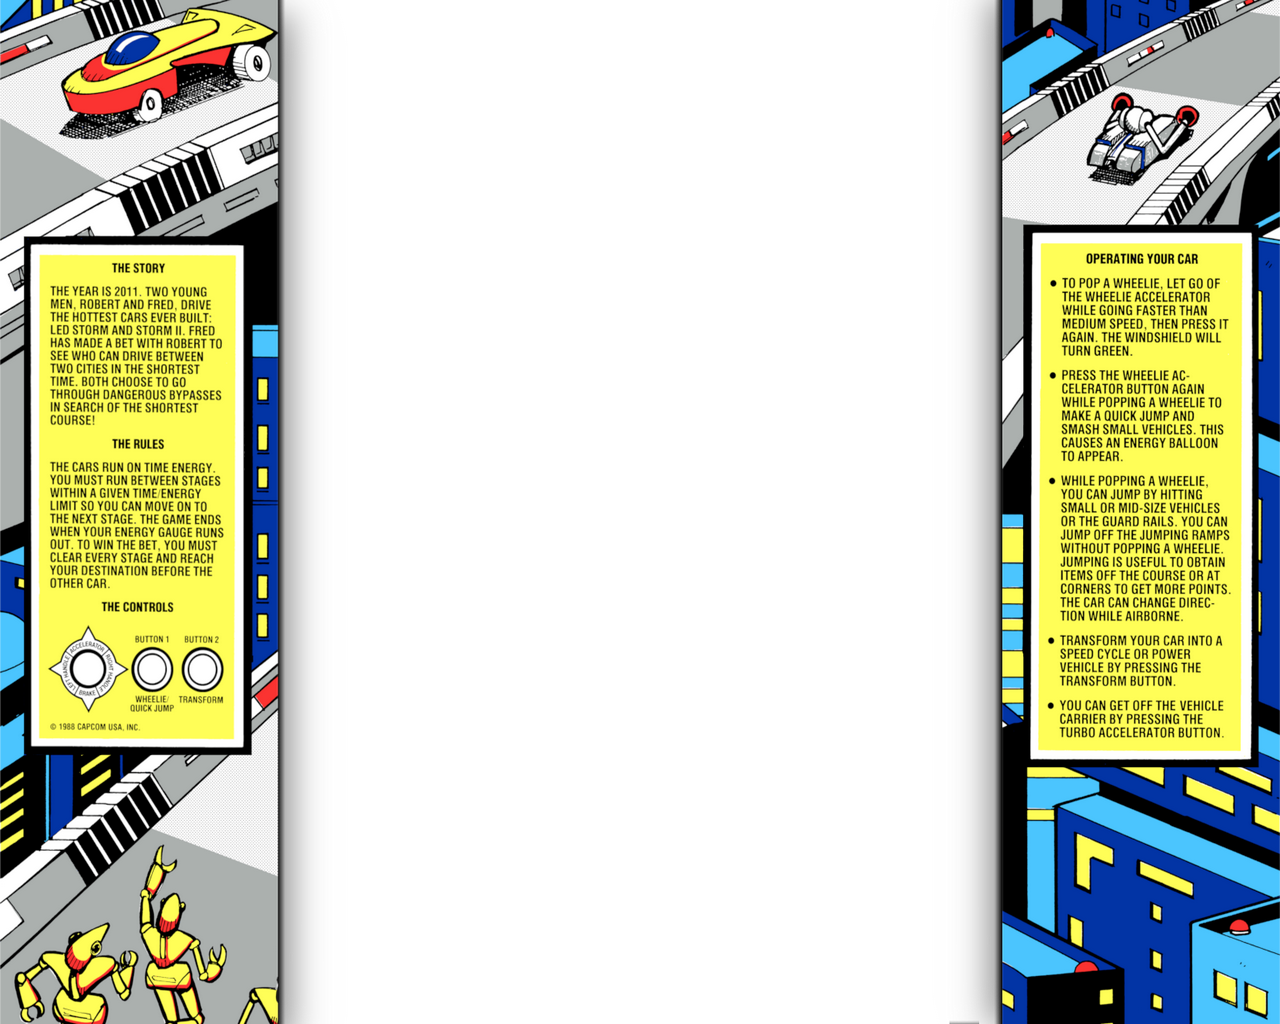 THE STORY
THE YEAR IS 2011. TWO YOUNG
MEN, ROBERT AND FRED, DRIVE
THE HOTTEST CARS EVER BUILT:
LED STORM AND STORM II. FRED
HAS MADE A BET WITH ROBERT TO
SEE WHO CAN DRIVE BETWEEN
TWO CITIES IN THE SHORTEST
TIME. BOTH CHOOSE TO GO
THROUGH DANGEROUS BYPASSES
IN SEARCH OF THE SHORTEST
COURSE!
THE RULES
THE CARS RUN ON TIME ENERGY.
YOU MUST RUN BETWEEN STAGES
WITHIN A GIVEN TIME/ENERGY
LIMIT SO YOU CAN MOVE ON TO
THE NEXT STAGE. THE GAME ENDS
WHEN YOUR ENERGY GAUGE RUNS
OUT. TO WIN THE BET, YOU MUST
CLEAR EVERY STAGE AND REACH
YOUR DESTINATION BEFORE THE
OTHER CAR.
THE CONTROLS
ACCELERATOR
LEFT HANDLE
RIGHT HANDLE
BRAKE
BUTTON 1
WHEELIE/
QUICK JUMP
BUTTON 2
TRANSFORM
© 1988 CAPCOM USA, INC.
OPERATING YOUR CAR
• TO POP A WHEELIE, LET GO OF
THE WHEELIE ACCELERATOR
WHILE GOING FASTER THAN
MEDIUM SPEED, THEN PRESS IT
AGAIN. THE WINDSHIELD WILL
TURN GREEN.
• PRESS THE WHEELIE AC-
CELERATOR BUTTON AGAIN
WHILE POPPING A WHEELIE TO
MAKE A QUICK JUMP AND
SMASH SMALL VEHICLES. THIS
CAUSES AN ENERGY BALLOON
TO APPEAR.
• WHILE POPPING A WHEELIE,
YOU CAN JUMP BY HITTING
SMALL OR MID-SIZE VEHICLES
OR THE GUARD RAILS. YOU CAN
JUMP OFF THE JUMPING RAMPS
WITHOUT POPPING A WHEELIE.
JUMPING IS USEFUL TO OBTAIN
ITEMS OFF THE COURSE OR AT
CORNERS TO GET MORE POINTS.
THE CAR CAN CHANGE DIREC-
TION WHILE AIRBORNE.
• TRANSFORM YOUR CAR INTO A
SPEED CYCLE OR POWER
VEHICLE BY PRESSING THE
TRANSFORM BUTTON.
• YOU CAN GET OFF THE VEHICLE
CARRIER BY PRESSING THE
TURBO ACCELERATOR BUTTON.